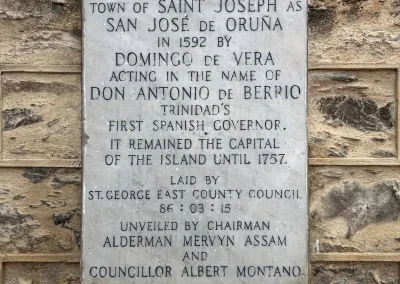 TOWN OF SAINT JOSEPH AS
SAN JOSÉ DE ORUÑA
IN 1592 BY
DOMINGO DE VERA
ACTING IN THE NAME OF
DON ANTONIO DE BERRIO
TRINIDAD'S
FIRST SPANISH GOVERNOR.
IT REMAINED THE CAPITAL
OF THE ISLAND UNTIL 1757.
LAID BY
ST. GEORGE EAST COUNTY COUNCIL
86:03:15
UNVEILED BY CHAIRMAN
ALDERMAN MERVYN ASSAM
AND
COUNCILLOR ALBERT MONTANO.